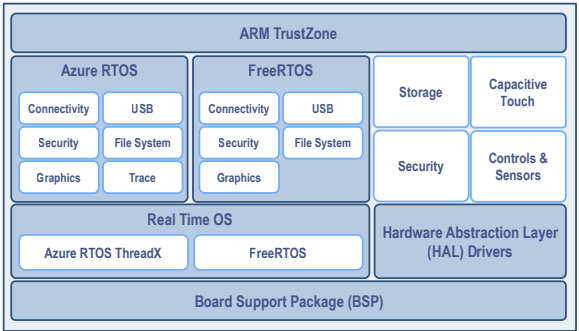 ARM TrustZone
Azure RTOS
Connectivity
USB
Security
File System
Graphics
Trace
FreeRTOS
Connectivity
USB
Security
File System
Graphics
Storage
Capacitive
Touch
Security
Controls &
Sensors
Real Time OS
Azure RTOS ThreadX
FreeRTOS
Hardware Abstraction Layer
(HAL) Drivers
Board Support Package (BSP)